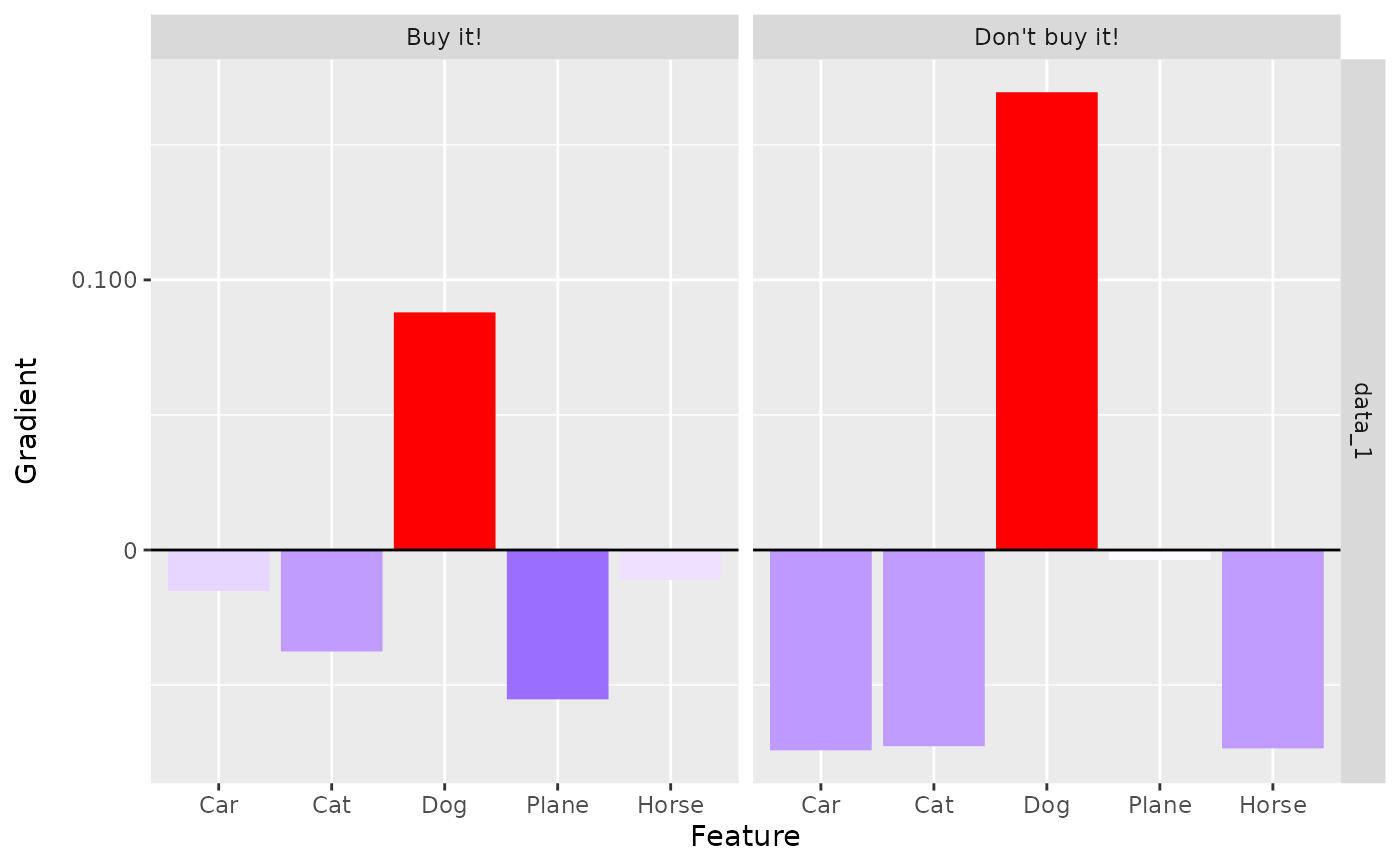 Buy it!
Don't buy it!
data_1
Gradient
0.100
0
Car Cat Dog Plane Horse
Car Cat Dog Plane Horse
Feature